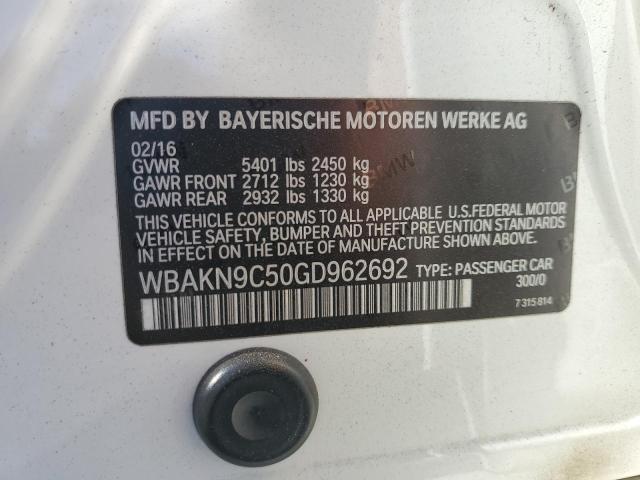 MFD BY BAYERISCHE MOTOREN WERKE AG
02/16
GVWR 5401 lbs 2450 kg
GAWR FRONT 2712 lbs 1230 kg
GAWR REAR 2932 lbs 1330 kg
THIS VEHICLE CONFORMS TO ALL APPLICABLE U.S.FEDERAL MOTOR
VEHICLE SAFETY, BUMPER AND THEFT PREVENTION STANDARDS
IN EFFECT ON THE DATE OF MANUFACTURE SHOWN ABOVE.
WBAKN9C50GD962692 TYPE: PASSENGER CAR
300/0
7 315 814
BMW